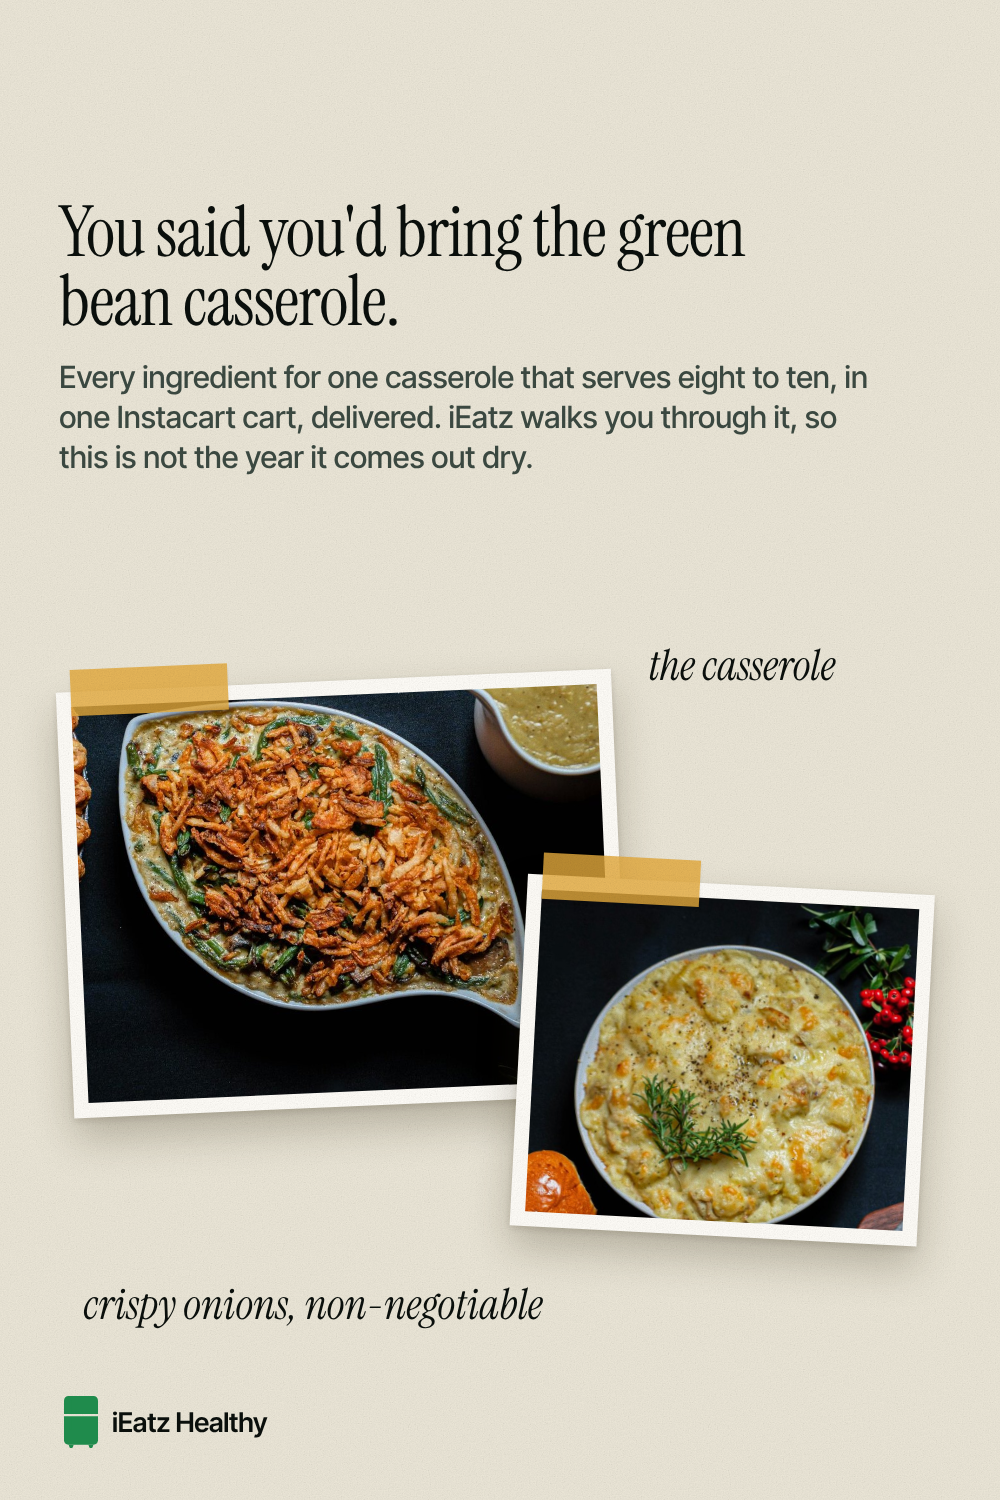 You said you'd bring the green
bean casserole.
Every ingredient for one casserole that serves eight to ten, in
one Instacart cart, delivered. iEatz walks you through it, so
this is not the year it comes out dry.
the casserole
crispy onions, non-negotiable
iEatz Healthy